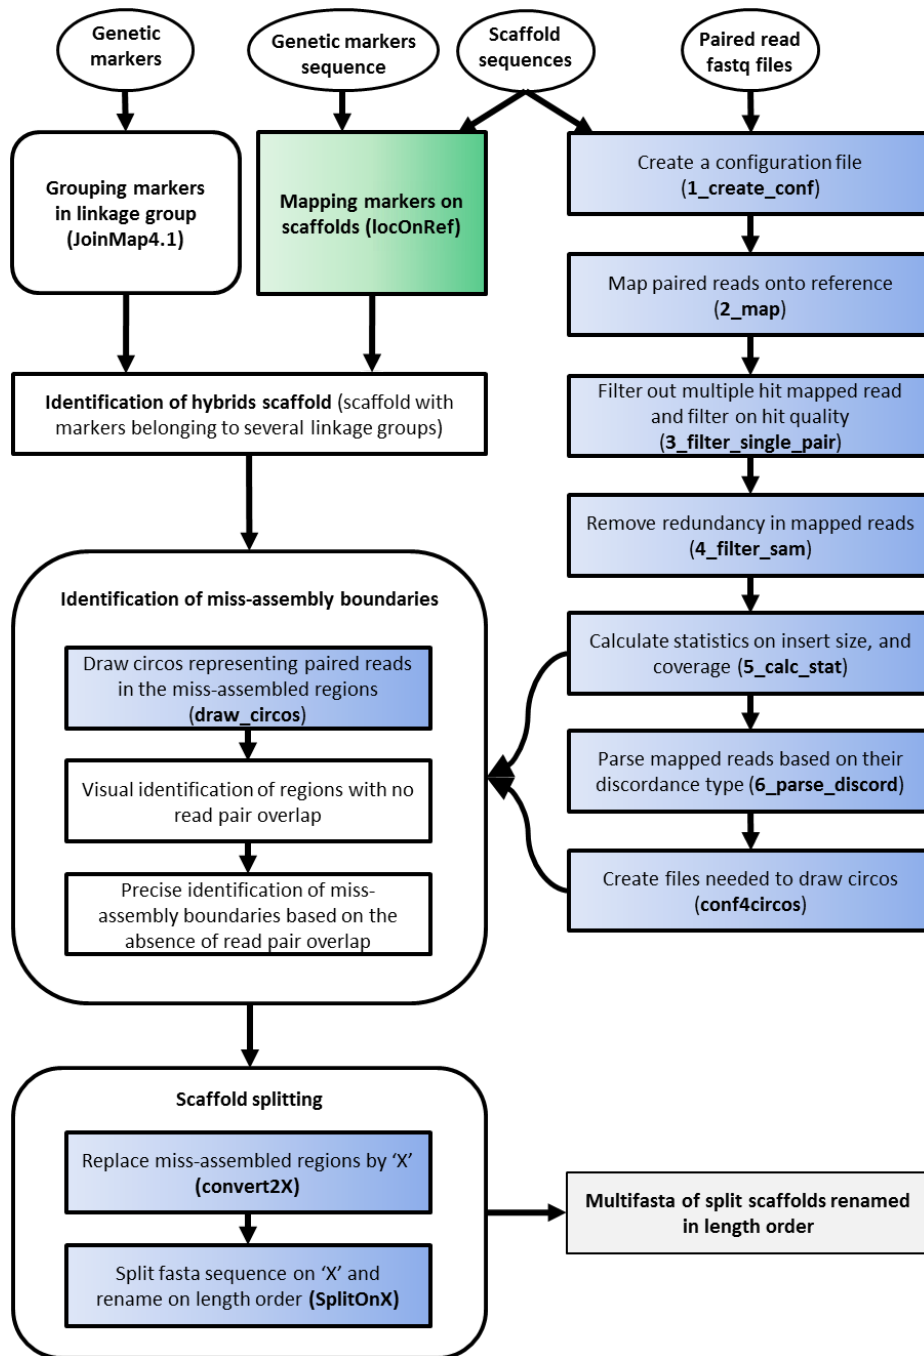 Genetic
markers
Genetic markers
sequence
Scaffold
sequences
Paired read
fastq files
Grouping markers
in linkage group
(JoinMap4.1)
Mapping markers on
scaffolds (locOnRef)
Create a configuration file
(1_create_conf)
Map paired reads onto reference
(2_map)
Identification of hybrids scaffold (scaffold with
markers belonging to several linkage groups)
Filter out multiple hit mapped read
and filter on hit quality
(3_filter_single_pair)
Remove redundancy in mapped reads
(4_filter_sam)
Identification of miss-assembly boundaries
Draw circos representing paired reads
in the miss-assembled regions
(draw_circos)
Visual identification of regions with no
read pair overlap
Precise identification of miss-
assembly boundaries based on the
absence of read pair overlap
Calculate statistics on insert size, and
coverage (5_calc_stat)
Parse mapped reads based on their
discordance type (6_parse_discord)
Create files needed to draw circos
(conf4circos)
Scaffold splitting
Replace miss-assembled regions by ‘X’
(convert2X)
Split fasta sequence on ‘X’ and
rename on length order (SplitOnX)
Multifasta of split scaffolds renamed
in length order